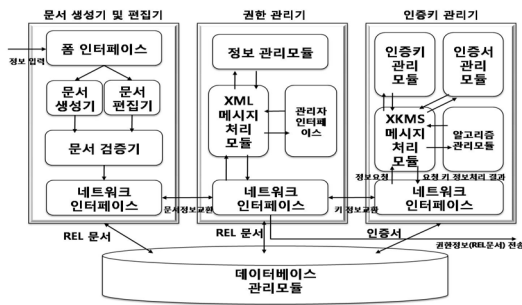 문서 생성기 및 편집기
권한 관리기
인증키 관리기
폼 인터페이스
정보 입력
문서
생성기
문서
편집기
문서 검증기
네트워크
인터페이스
정보 관리모듈
XML
메시지
처리
모듈
관리자
인터페
이스
네트워크
인터페이스
인증키
관리
모듈
인증서
관리
모듈
XKMS
메시지
처리
모듈
알고리즘
관리모듈
정보요청
요청 키 정보처리 결과
네트워크
인터페이스
문서정보교환
키 정보교환
REL 문서
REL 문서
인증서
권한정보(REL문서) 전송
데이터베이스
관리모듈